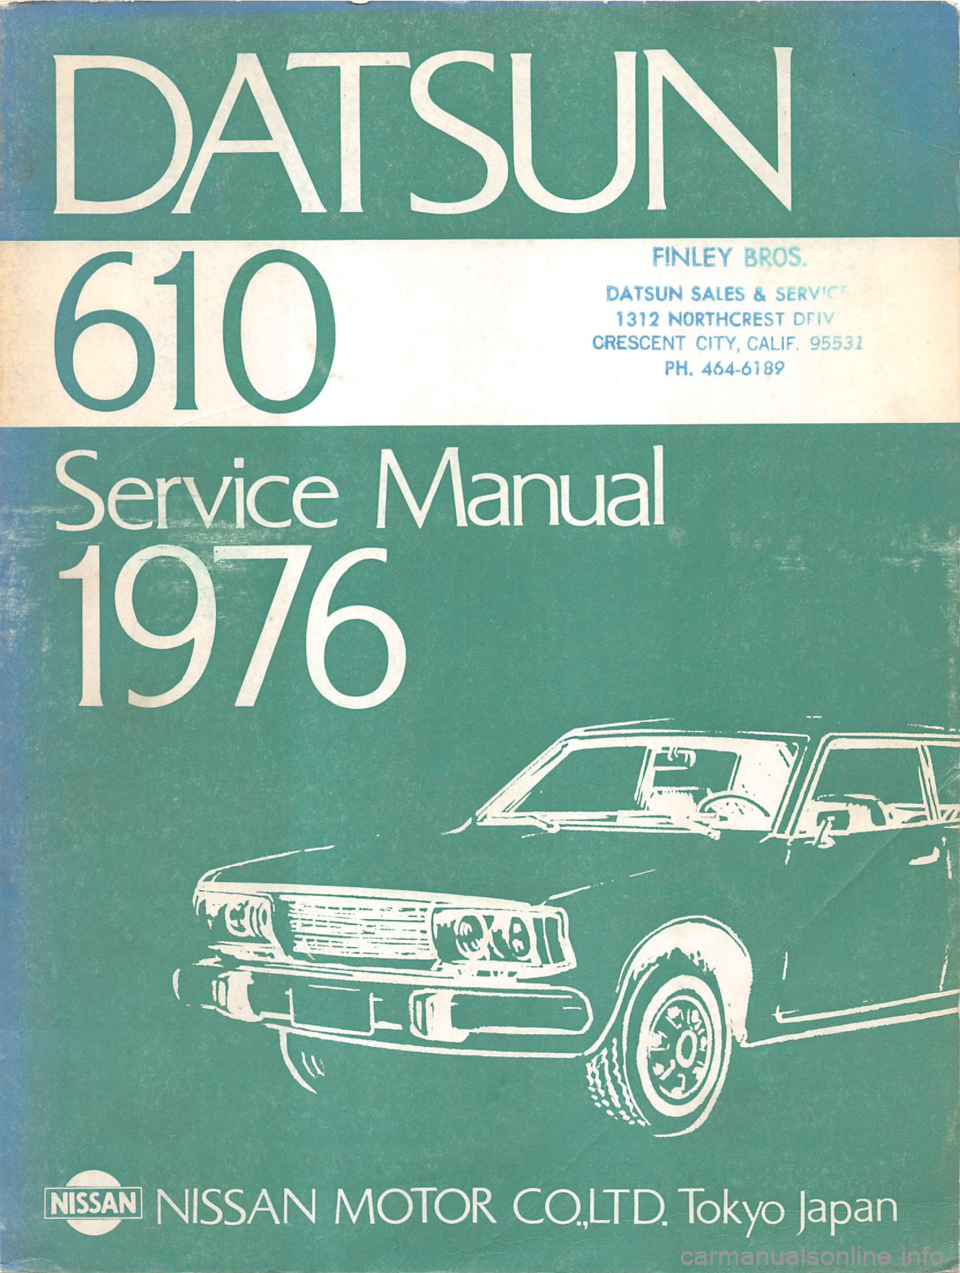 DATSUN
610
FINLEY BROS.
DATSUN SALES &
1312 NORTHCREST
CRESCENT CITY, CALIF. 95531
PH. 464-6189
Service Manual
1976
NISSAN
NISSAN MOTOR CO.,LTD. Tokyo Japan
carmanualsonline.info